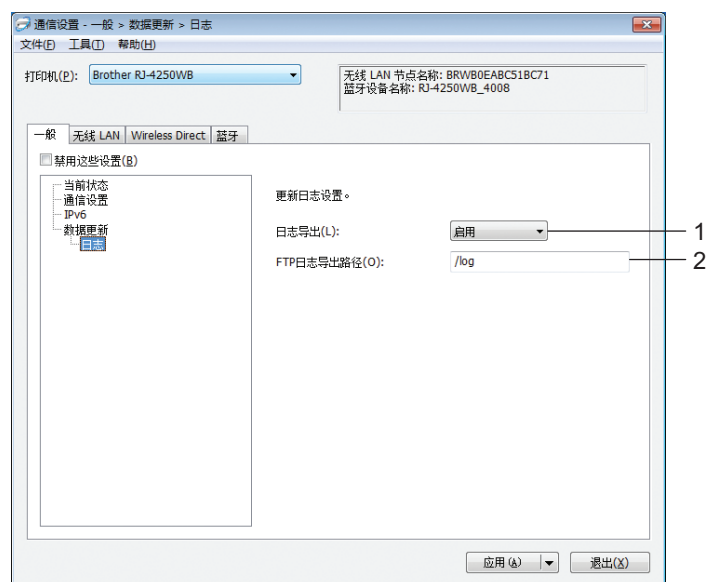 通信设置 - 一般 > 数据更新 > 日志
文件(F) 工具(T) 帮助(H)
打印机(P): Brother RJ-4250WB
无线 LAN 节点名称: BRWB0EABC51BC71
蓝牙设备名称: RJ-4250WB_4008
一般 无线 LAN Wireless Direct 蓝牙
禁用这些设置(B)
当前状态
通信设置
IPv6
数据更新
日志
更新日志设置。
日志导出(L): 启用 1
FTP日志导出路径(O): /log 2
应用(A) 退出(X)